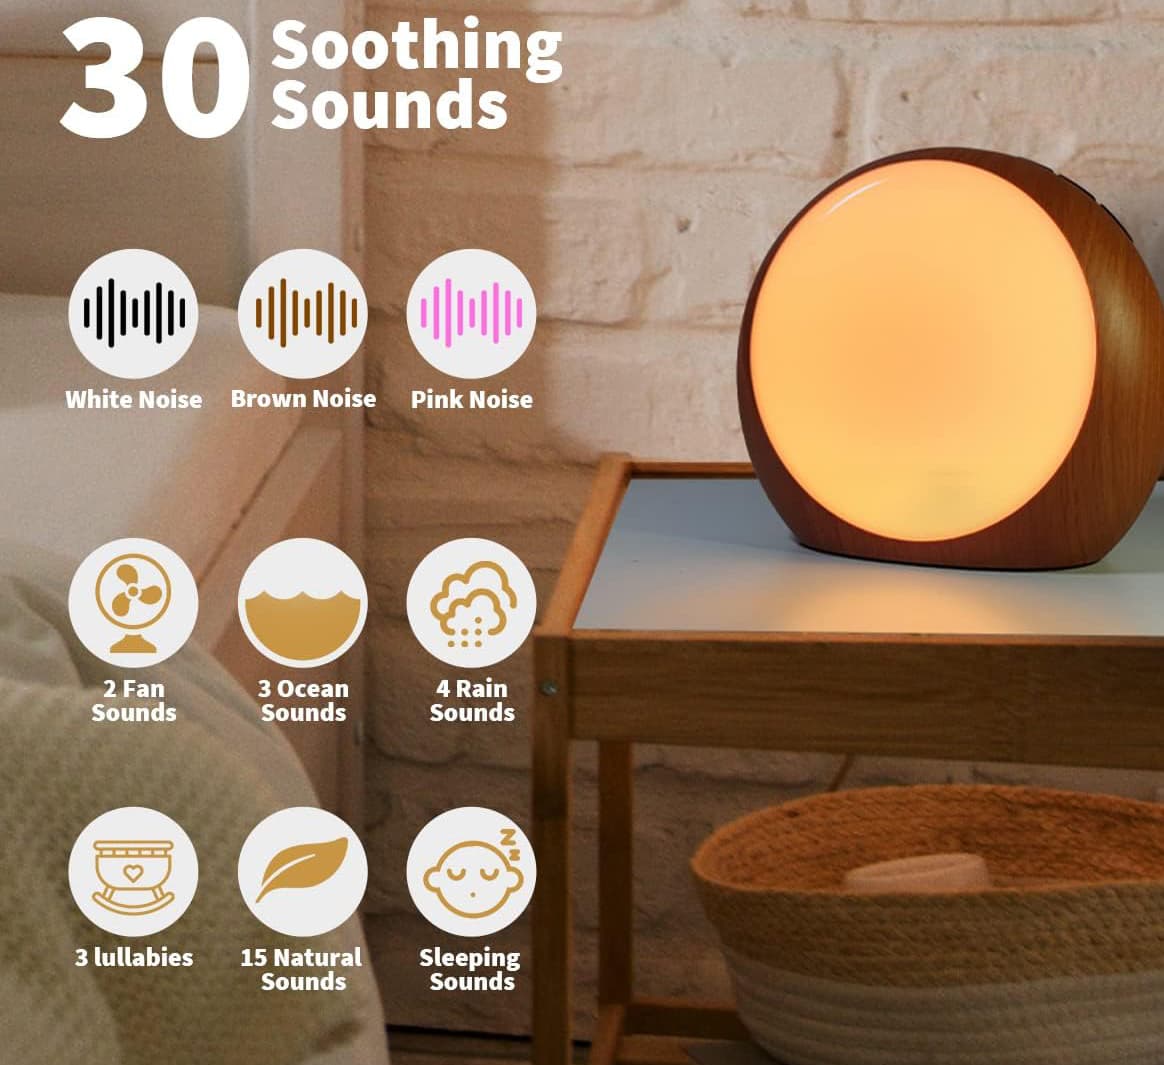 30 Soothing
Sounds
White Noise
Brown Noise
Pink Noise
2 Fan
Sounds
3 Ocean
Sounds
4 Rain
Sounds
3 lullabies
15 Natural
Sounds
Sleeping
Sounds